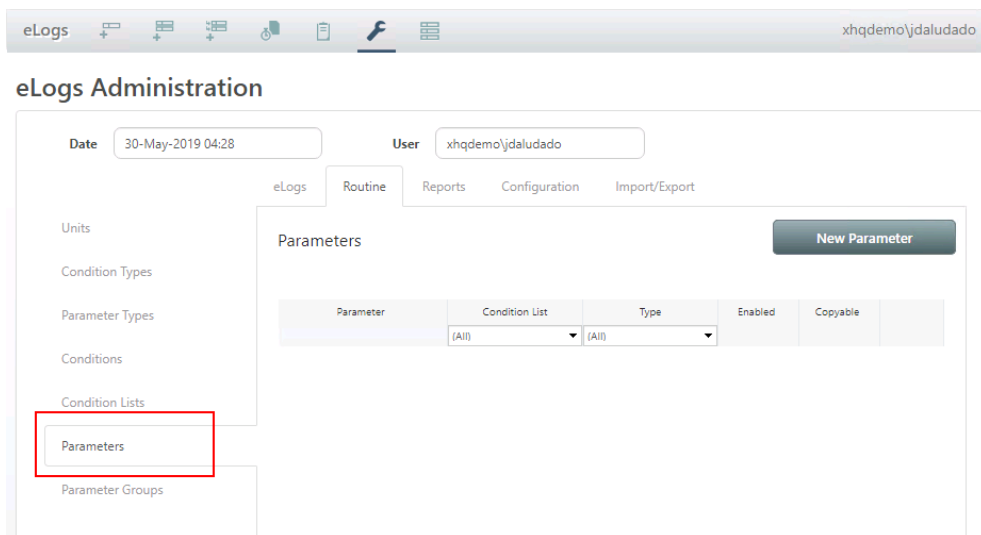 eLogs xhqdemo\jdaludado
eLogs Administration
Date 30-May-2019 04:28 User xhqdemo\jdaludado
eLogs Routine Reports Configuration Import/Export
Units
Parameters New Parameter
Condition Types
Parameter Types
Parameter Condition List Type Enabled Copyable
(All) (All)
Conditions
Condition Lists
Parameters
Parameter Groups